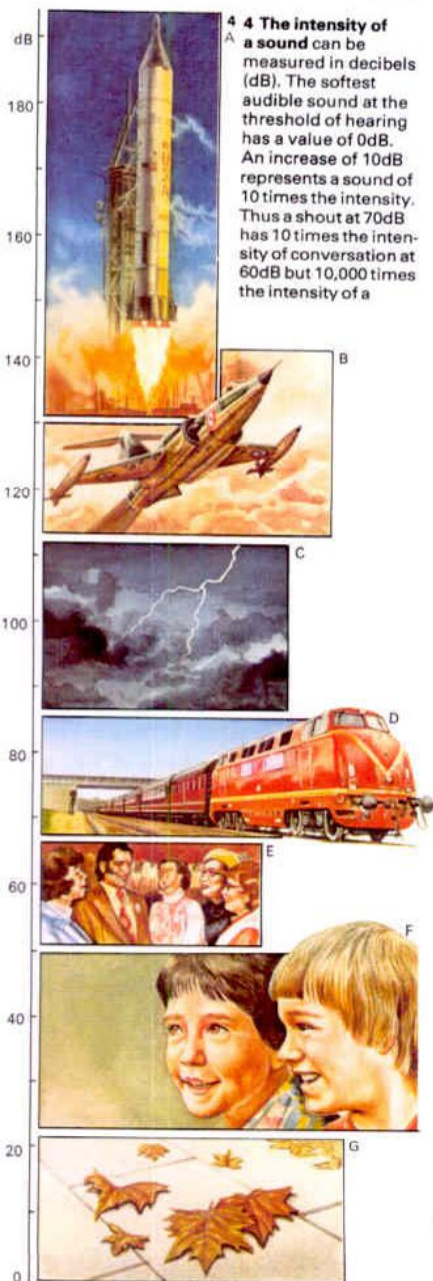 4 4 The intensity of
A a sound can be
dB measured in decibels
(dB). The softest
audible sound at the
180 threshold of hearing
has a value of 0dB.
An increase of 10dB
represents a sound of
10 times the intensity.
Thus a shout at 70dB
160 has 10 times the inten-
sity of conversation at
60dB but 10,000 times
the intensity of a
140
B
120
C
100
D
80
E
60
F
40
20
G
0